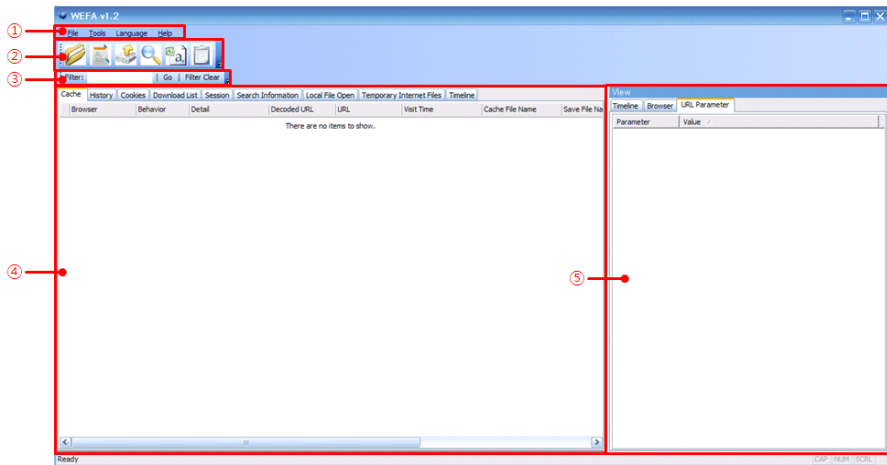 WEFA v1.2
① File Tools Language Help
②
③ Filter: | Go | Filter Clear
Cache History Cookies Download List Session Search Information Local File Open Temporary Internet Files Timeline
Browser Behavior Detail Decoded URL URL Visit Time Cache File Name Save File Na
There are no items to show.
View
Timeline Browser URL Parameter
Parameter Value
④
⑤
Ready
CAP NUM SCRL